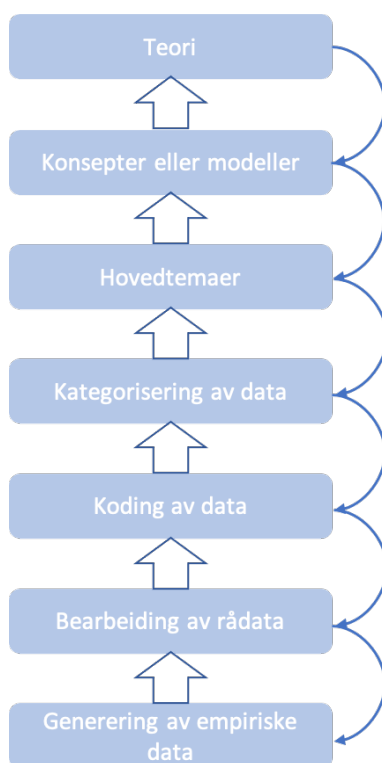 Teori
Konsepter eller modeller
Hovedtemaer
Kategorisering av data
Koding av data
Bearbeiding av rådata
Generering av empiriske
data